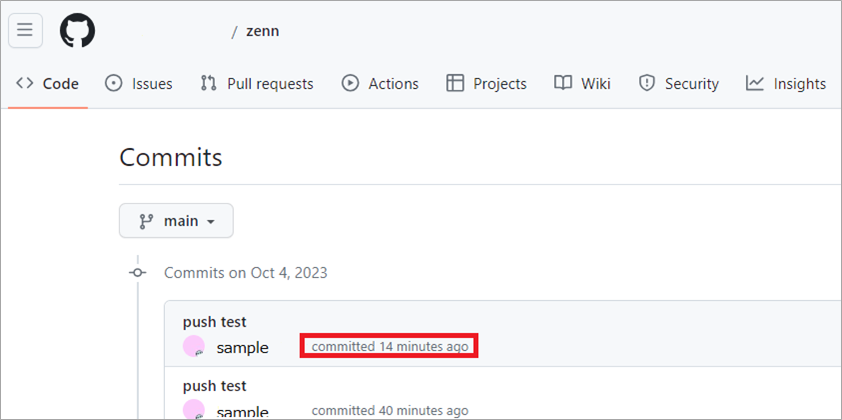 / zenn
Code Issues Pull requests Actions Projects Wiki Security Insights
Commits
main
Commits on Oct 4, 2023
push test
sample committed 14 minutes ago
push test
sample committed 40 minutes ago